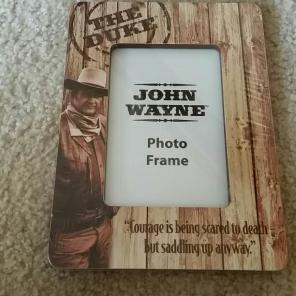 THE
DUKE
JOHN
WAYNE
Photo
Frame
"Courage is being scared to death
but saddling up anyway."